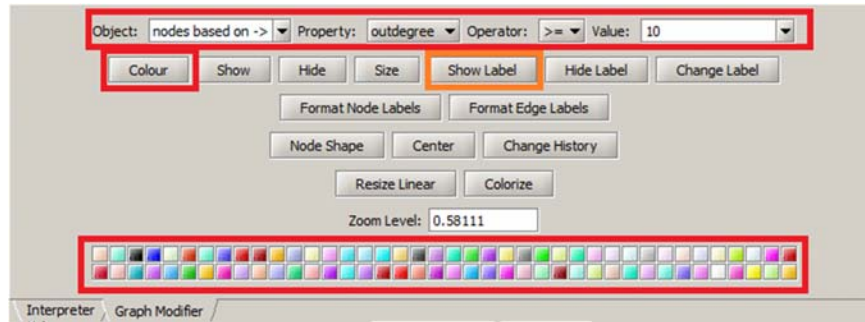 Object: nodes based on -> Property: outdegree Operator: >= Value: 10
Colour Show Hide Size Show Label Hide Label Change Label
Format Node Labels Format Edge Labels
Node Shape Center Change History
Resize Linear Colorize
Zoom Level: 0.58111
Interpreter Graph Modifier